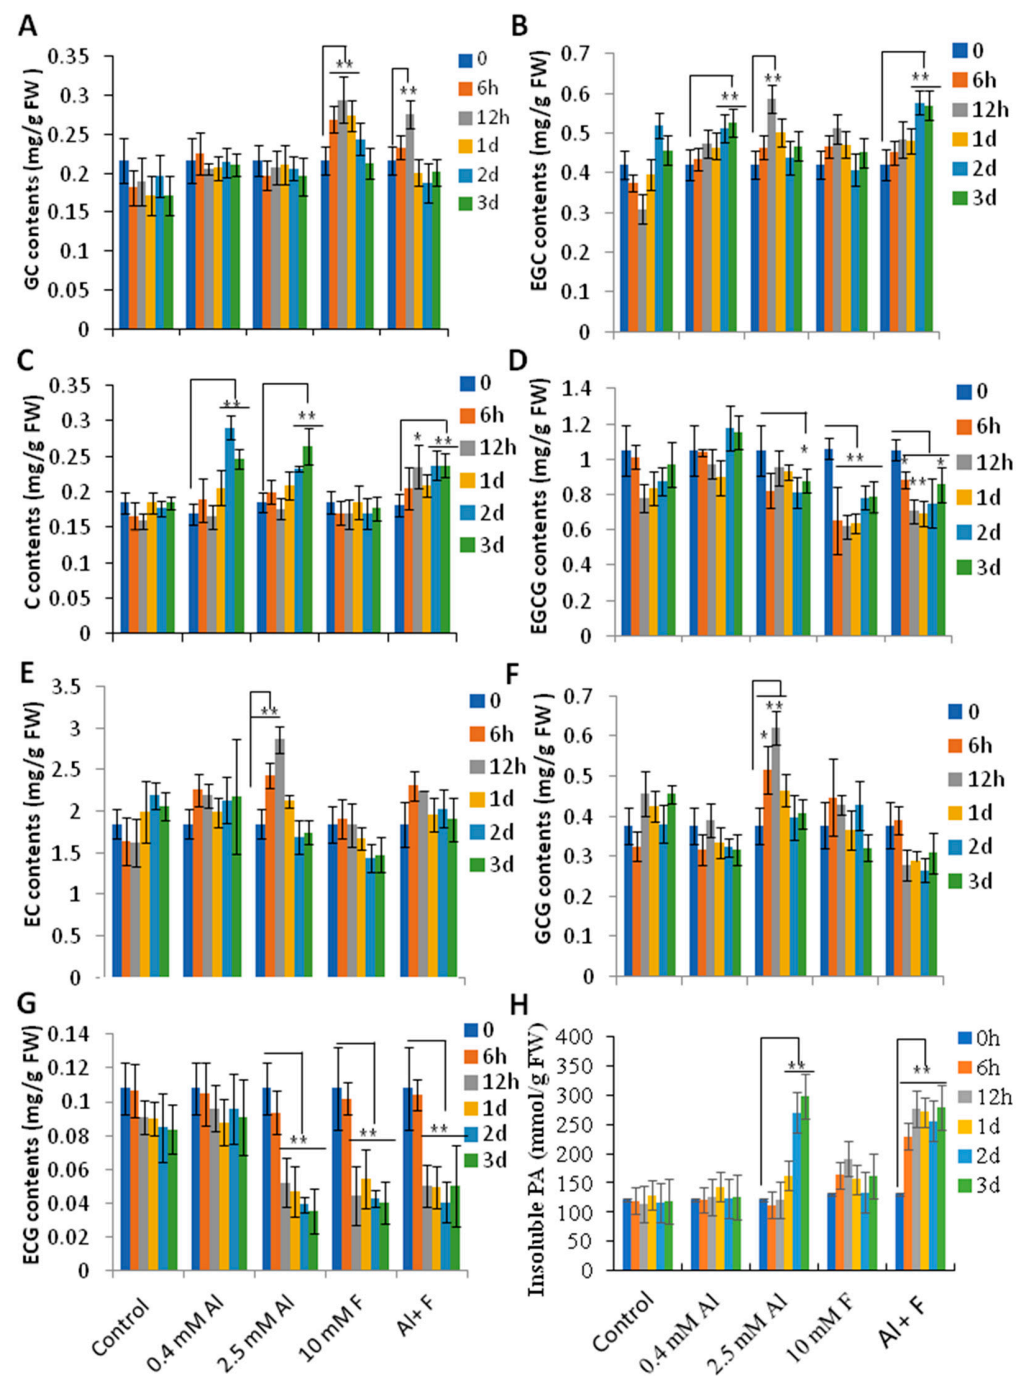 A
GC contents (mg/g FW )
0.35
0.3
0.25
0.2
0.15
0.1
0.05
0
**
**
0
6h
12h
1d
2d
3d
B
EGC contents (mg/g FW)
0.7
0.6
0.5
0.4
0.3
0.2
0.1
0
**
**
**
0
6h
12h
1d
2d
3d
C
C contents (mg/g FW)
0.35
0.3
0.25
0.2
0.15
0.1
0.05
0
**
**
*
**
0
6h
12h
1d
2d
3d
D
EGCG contents (mg/g FW)
1.4
1.2
1
0.8
0.6
0.4
0.2
0
*
**
*
**
*
0
6h
12h
1d
2d
3d
E
EC contents (mg/g FW)
3.5
3
2.5
2
1.5
1
0.5
0
**
0
6h
12h
1d
2d
3d
F
GCG contents (mg/g FW )
0.7
0.6
0.5
0.4
0.3
0.2
0.1
0
*
**
0
6h
12h
1d
2d
3d
G
ECG contents (mg/g FW)
0.14
0.12
0.1
0.08
0.06
0.04
0.02
0
**
**
**
0
6h
12h
1d
2d
3d
Control
0.4 mM Al
2.5 mM Al
10 mM F
Al+ F
H
Insoluble PA (mmol/g FW)
400
350
300
250
200
150
100
50
0
**
**
0h
6h
12h
1d
2d
3d
Control
0.4 mM Al
2.5 mM Al
10 mM F
Al+ F